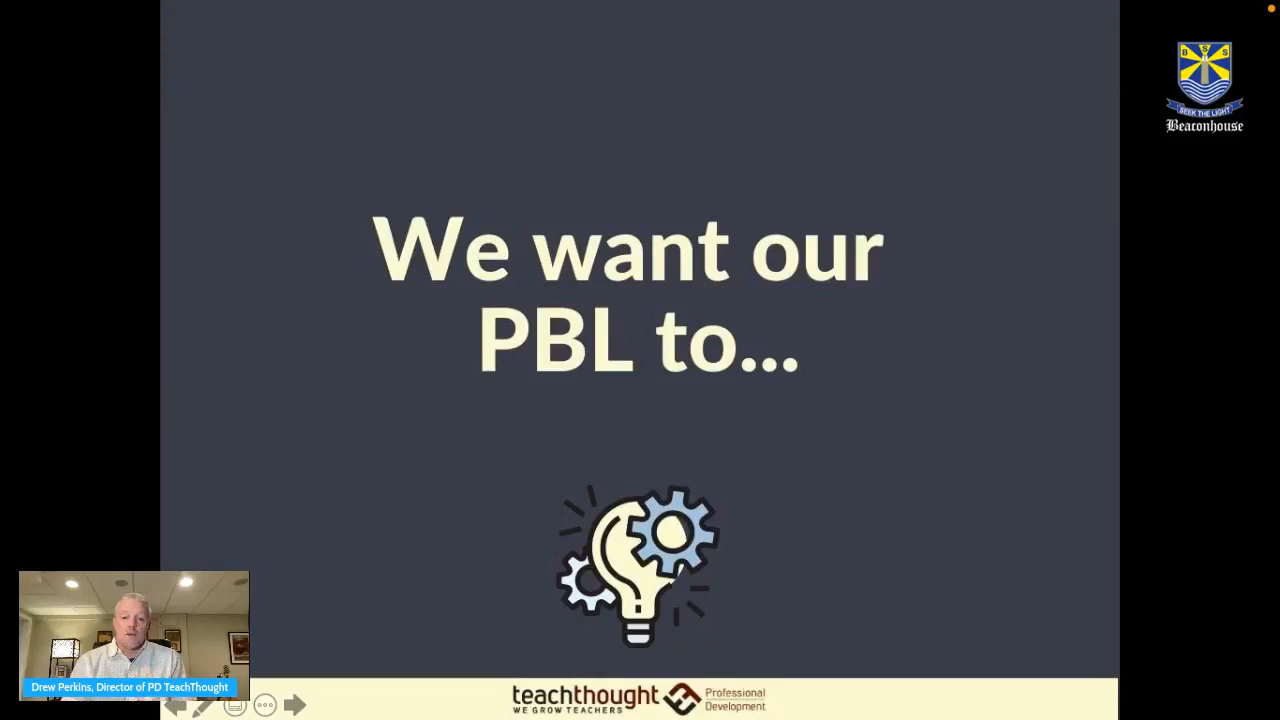 B S S
SEEK THE LIGHT
Beaconhouse
We want our
PBL to...
Drew Perkins, Director of PD TeachThought
teachthought
WE GROW TEACHERS
Professional
Development